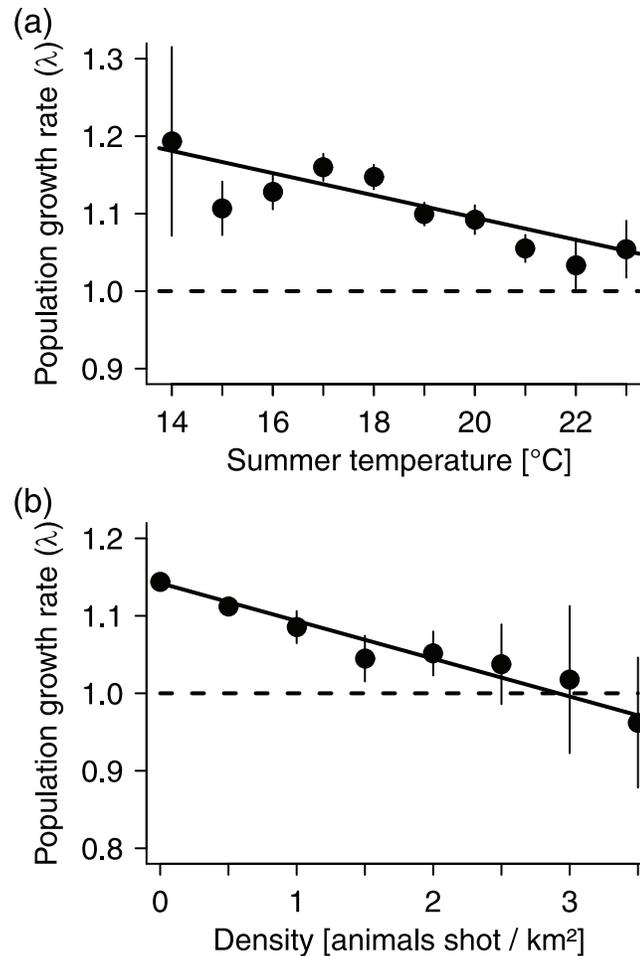 (a)
Population growth rate (λ)
1.3
1.2
1.1
1.0
0.9
14 16 18 20 22
Summer temperature [°C]
(b)
Population growth rate (λ)
1.2
1.1
1.0
0.9
0.8
0 1 2 3
Density [animals shot / km²]